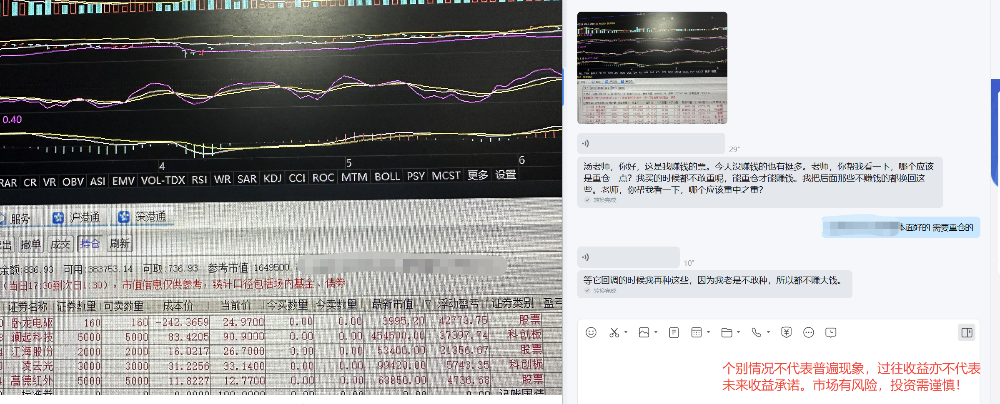 0.40
4
5
6
RAR CR VR OBV ASI EMV VOL-TDX RSI WR SAR KDJ CCI ROC MTM BOLL PSY MCST 更多 设置
服务 沪港通 深港通
卖出 撤单 成交 持仓 刷新
余额:836.93 可用:383753.14 可取:736.93 参考市值:1649500.
(当日17:30到次日1:30)，市值信息仅供参考，统计口径包括场内基金、债券
证券名称 证券数量 可卖数量 成本价 当前价 今买数量 今卖数量 最新市值 ▽ 浮动盈亏 证券类别 盈亏
卧龙电驱 160 160 -242.3659 24.9700 0.00 0.00 3995.20 42773.75 股票
澜起科技 5000 5000 83.4205 90.9000 0.00 0.00 454500.00 37397.74 科创板
江海股份 2000 2000 16.0217 26.7000 0.00 0.00 53400.00 21356.67 股票
凌云光 3000 3000 31.2256 33.1400 0.00 0.00 99420.00 5743.35 科创板
高德红外 5000 5000 11.8227 12.7700 0.00 0.00 63850.00 4736.68 股票
标准券 0 0 0.0000 100.0000 0.00 0.00 0.00 0.00 记账国债
29"
汤老师，你好，这是我赚钱的票。今天没赚钱的也有挺多。老师，你帮我看一下，哪个应该
是重仓一点？我买的时候都不敢重呢，能重仓才能赚钱。我把后面那些不赚钱的都换回这
些。老师，你帮我看一下，哪个应该重中之重？
转换完成
本面好的 需要重仓的
10"
等它回调的时候我再种这些，因为我老是不敢种，所以都不赚大钱。
转换完成
个别情况不代表普遍现象，过往收益亦不代表
未来收益承诺。市场有风险，投资需谨慎！